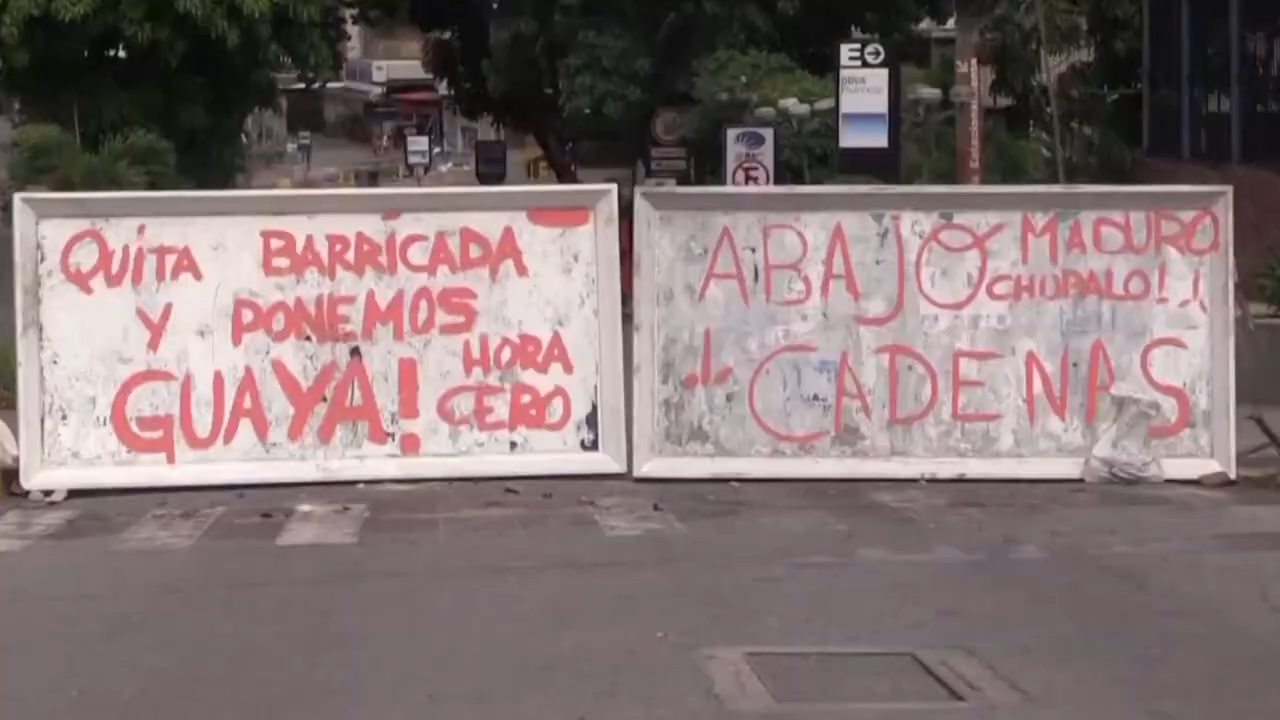 QUITA BARRICADA
Y PONEMOS
GUAYA!
HORA
CERO
ABAJO
MADURO
CHUPALO!!
CADENAS
E